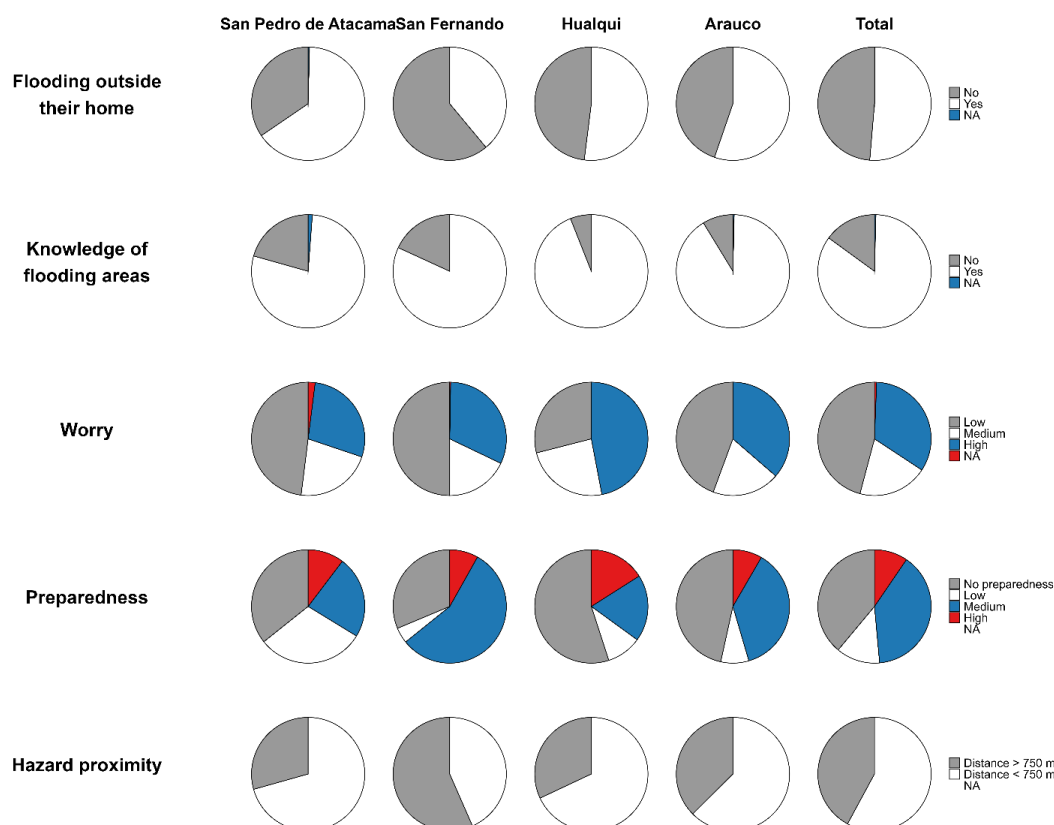 San Pedro de Atacama San Fernando Hualqui Arauco Total
Flooding outside
their home
No
Yes
NA
Knowledge of
flooding areas
No
Yes
NA
Worry
Low
Medium
High
NA
Preparedness
No preparedness
Low
Medium
High
NA
Hazard proximity
Distance > 750 m
Distance < 750 m
NA